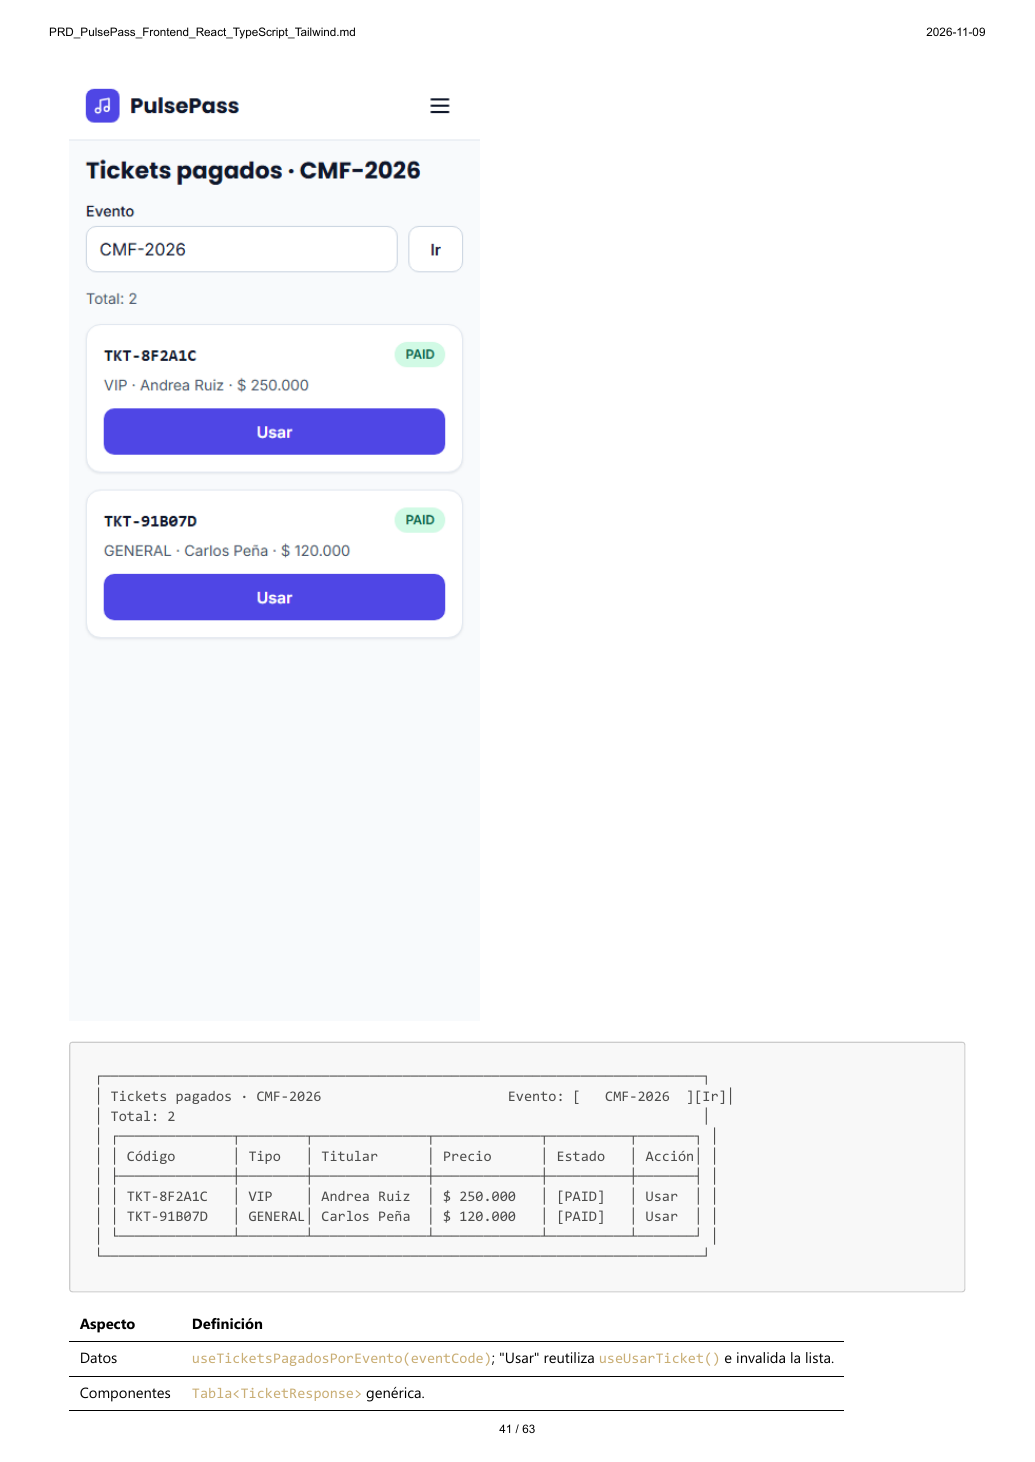 PRD_PulsePass_Frontend_React_TypeScript_Tailwind.md 2026-11-09
PulsePass
Tickets pagados · CMF-2026
Evento
CMF-2026 Ir
Total: 2
TKT-8F2A1C PAID
VIP · Andrea Ruiz · $ 250.000
Usar
TKT-91B07D PAID
GENERAL · Carlos Peña · $ 120.000
Usar
Tickets pagados · CMF-2026 Evento: [ CMF-2026 ][Ir]
Total: 2
Código Tipo Titular Precio Estado Acción
TKT-8F2A1C VIP Andrea Ruiz $ 250.000 [PAID] Usar
TKT-91B07D GENERAL Carlos Peña $ 120.000 [PAID] Usar
Aspecto Definición
Datos useTicketsPagadosPorEvento(eventCode); "Usar" reutiliza useUsarTicket() e invalida la lista.
Componentes Tabla<TicketResponse> genérica.
41 / 63